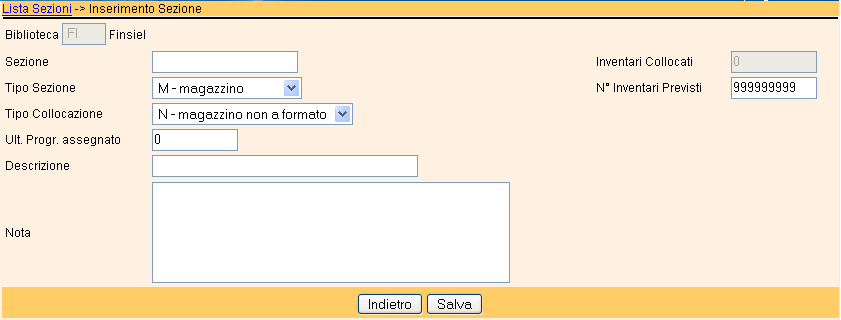 Lista Sezioni -> Inserimento Sezione
Biblioteca FI Finsiel
Sezione Inventari Collocati 0
Tipo Sezione M - magazzino N° Inventari Previsti 999999999
Tipo Collocazione N - magazzino non a formato
Ult. Progr. assegnato 0
Descrizione
Nota
Indietro Salva